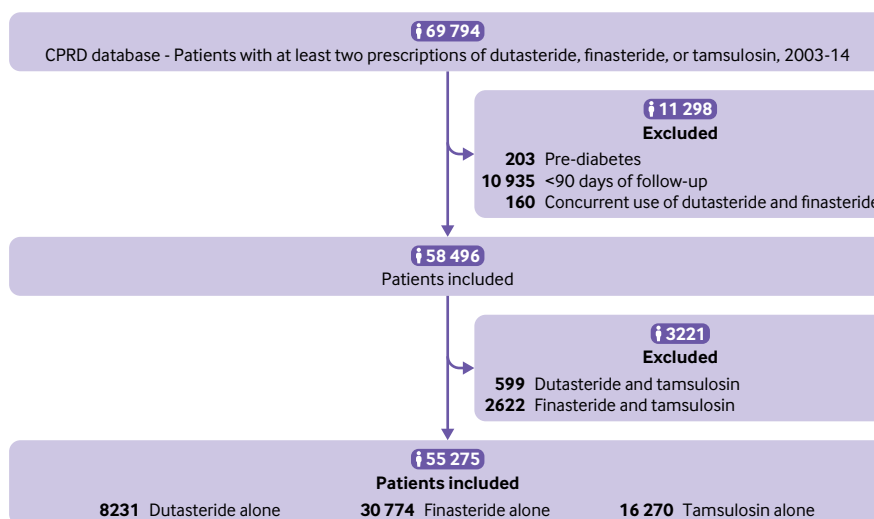 69 794
CPRD database - Patients with at least two prescriptions of dutasteride, finasteride, or tamsulosin, 2003-14
11 298
Excluded
203 Pre-diabetes
10 935 <90 days of follow-up
160 Concurrent use of dutasteride and finasteride
58 496
Patients included
3221
Excluded
599 Dutasteride and tamsulosin
2622 Finasteride and tamsulosin
55 275
Patients included
8231 Dutasteride alone 30 774 Finasteride alone 16 270 Tamsulosin alone